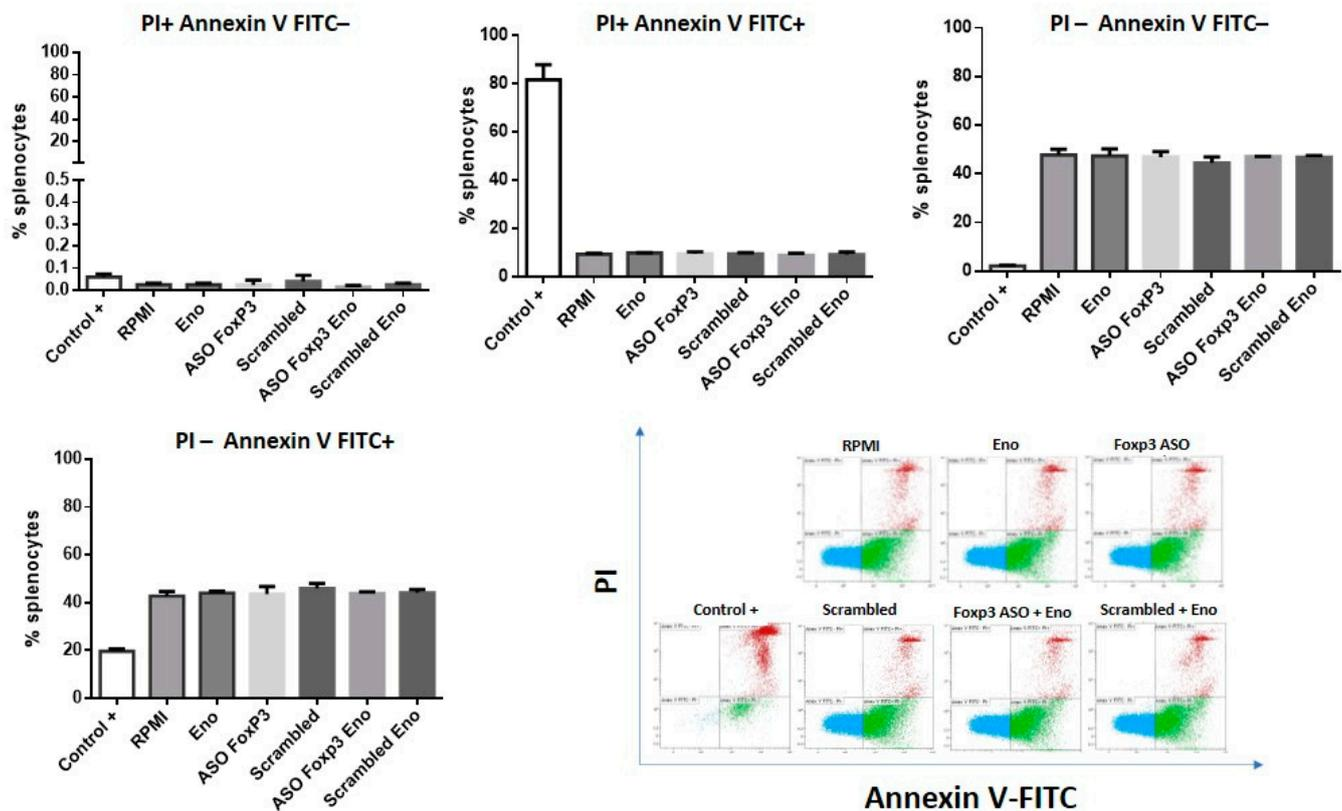 PI+ Annexin V FITC–
% splenocytes
100
80
60
40
20
0.5
0.4
0.3
0.2
0.1
0.0
Control +
RPMI
Eno
ASO FoxP3
Scrambled
ASO Foxp3 Eno
Scrambled Eno
PI+ Annexin V FITC+
% splenocytes
100
80
60
40
20
0
Control +
RPMI
Eno
ASO FoxP3
Scrambled
ASO Foxp3 Eno
Scrambled Eno
PI – Annexin V FITC–
% splenocytes
100
80
60
40
20
0
Control +
RPMI
Eno
ASO FoxP3
Scrambled
ASO Foxp3 Eno
Scrambled Eno
PI – Annexin V FITC+
% splenocytes
100
80
60
40
20
0
Control +
RPMI
Eno
ASO FoxP3
Scrambled
ASO Foxp3 Eno
Scrambled Eno
PI
RPMI
Eno
Foxp3 ASO
Control +
Scrambled
Foxp3 ASO + Eno
Scrambled + Eno
Annexin V-FITC